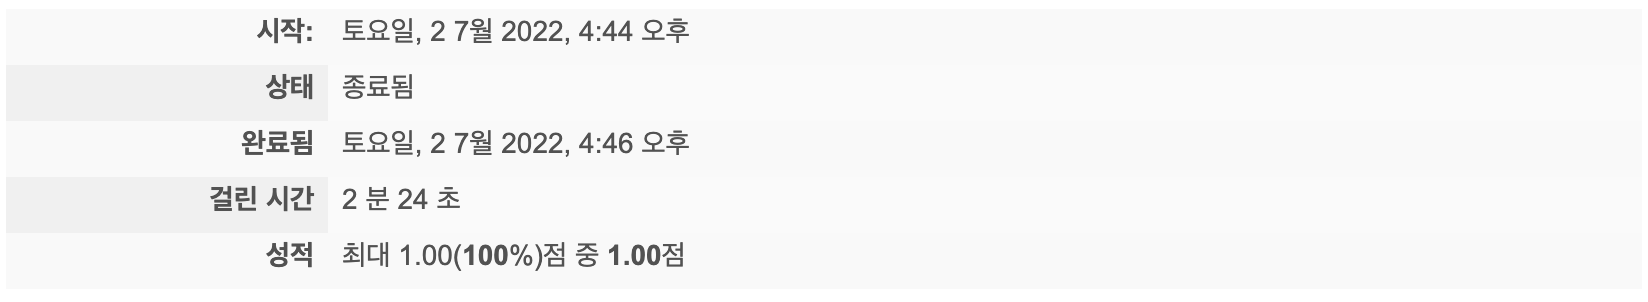 시작: 토요일, 2 7월 2022, 4:44 오후
상태 종료됨
완료됨 토요일, 2 7월 2022, 4:46 오후
걸린 시간 2 분 24 초
성적 최대 1.00(100%)점 중 1.00점